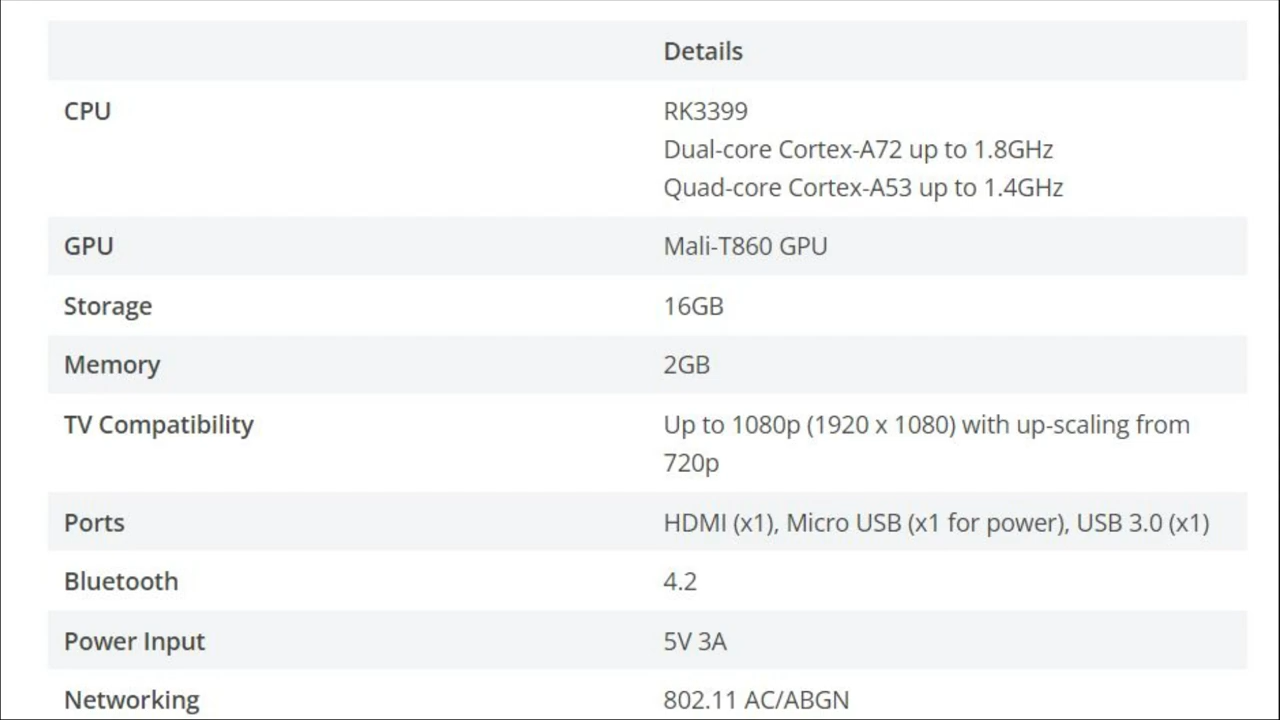 Details
CPU
RK3399
Dual-core Cortex-A72 up to 1.8GHz
Quad-core Cortex-A53 up to 1.4GHz
GPU
Mali-T860 GPU
Storage
16GB
Memory
2GB
TV Compatibility
Up to 1080p (1920 x 1080) with up-scaling from
720p
Ports
HDMI (x1), Micro USB (x1 for power), USB 3.0 (x1)
Bluetooth
4.2
Power Input
5V 3A
Networking
802.11 AC/ABGN